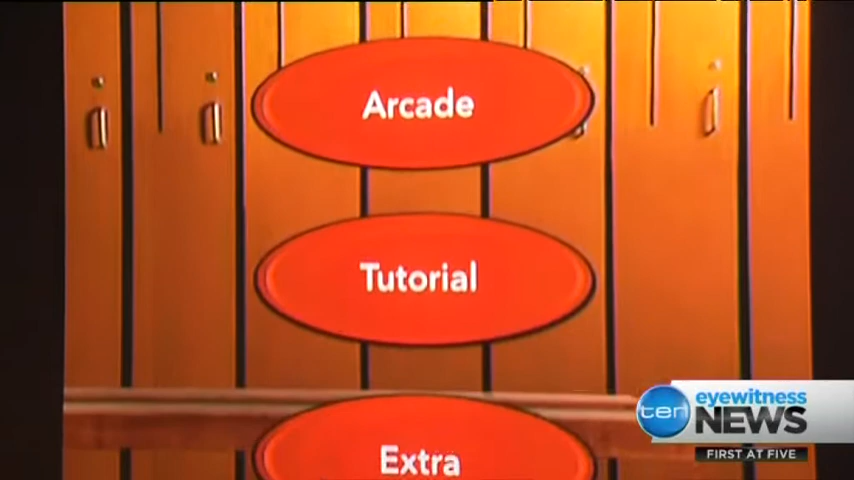 Arcade
Tutorial
Extra
ten
eyewitness
NEWS
FIRST AT FIVE